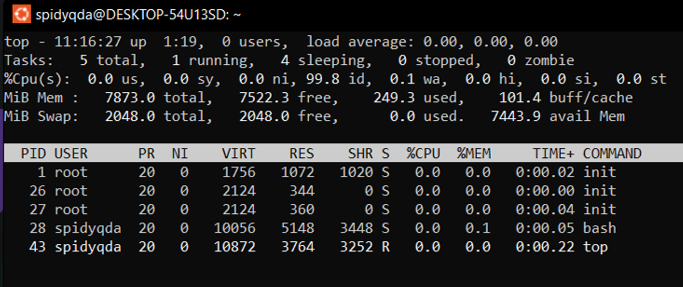 spidyqda@DESKTOP-54U13SD: ~
top - 11:16:27 up  1:19,  0 users,  load average: 0.00, 0.00, 0.00
Tasks:   5 total,   1 running,   4 sleeping,   0 stopped,   0 zombie
%Cpu(s):  0.0 us,  0.0 sy,  0.0 ni, 99.8 id,  0.1 wa,  0.0 hi,  0.0 si,  0.0 st
MiB Mem :   7873.0 total,   7522.3 free,    249.3 used,    101.4 buff/cache
MiB Swap:   2048.0 total,   2048.0 free,      0.0 used.   7443.9 avail Mem
PID USER      PR  NI    VIRT    RES    SHR S  %CPU  %MEM     TIME+ COMMAND
1 root      20   0    1756   1072   1020 S   0.0   0.0   0:00.02 init
26 root      20   0    2124    344      0 S   0.0   0.0   0:00.00 init
27 root      20   0    2124    360      0 S   0.0   0.0   0:00.04 init
28 spidyqda  20   0   10056   5148   3448 S   0.0   0.1   0:00.05 bash
43 spidyqda  20   0   10872   3764   3252 R   0.0   0.0   0:00.22 top